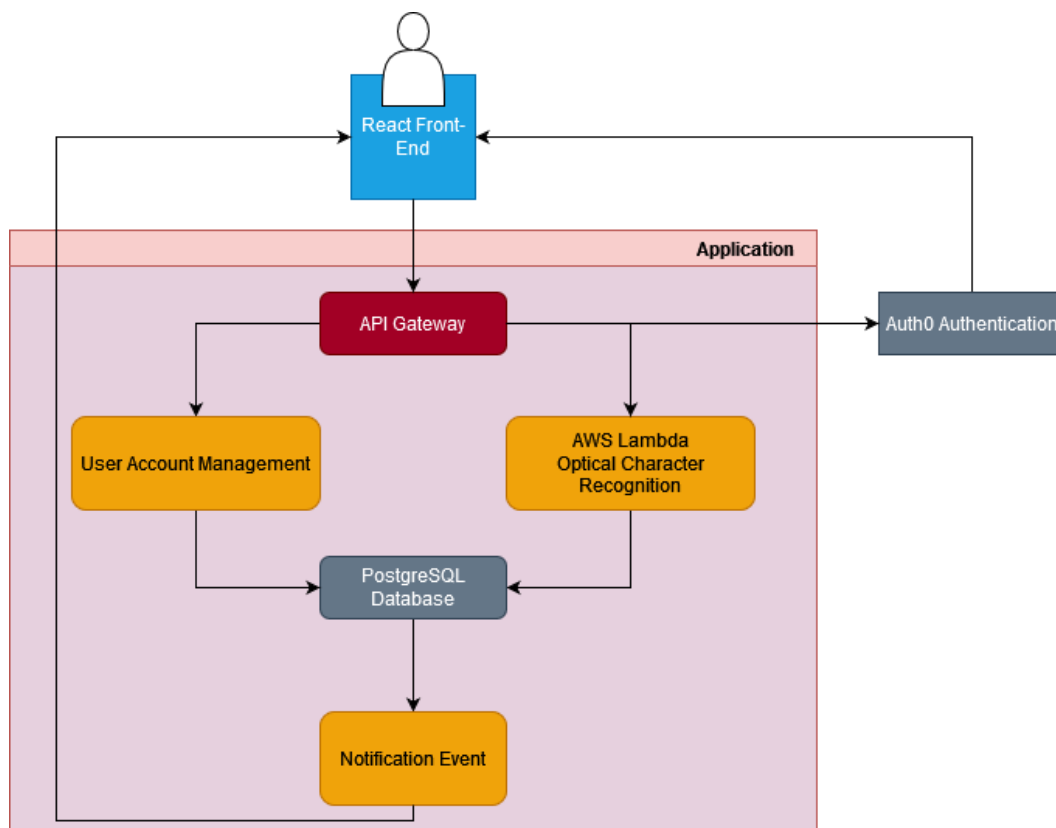 React Front-
End
Application
API Gateway
Auth0 Authentication
User Account Management
AWS Lambda
Optical Character
Recognition
PostgreSQL
Database
Notification Event